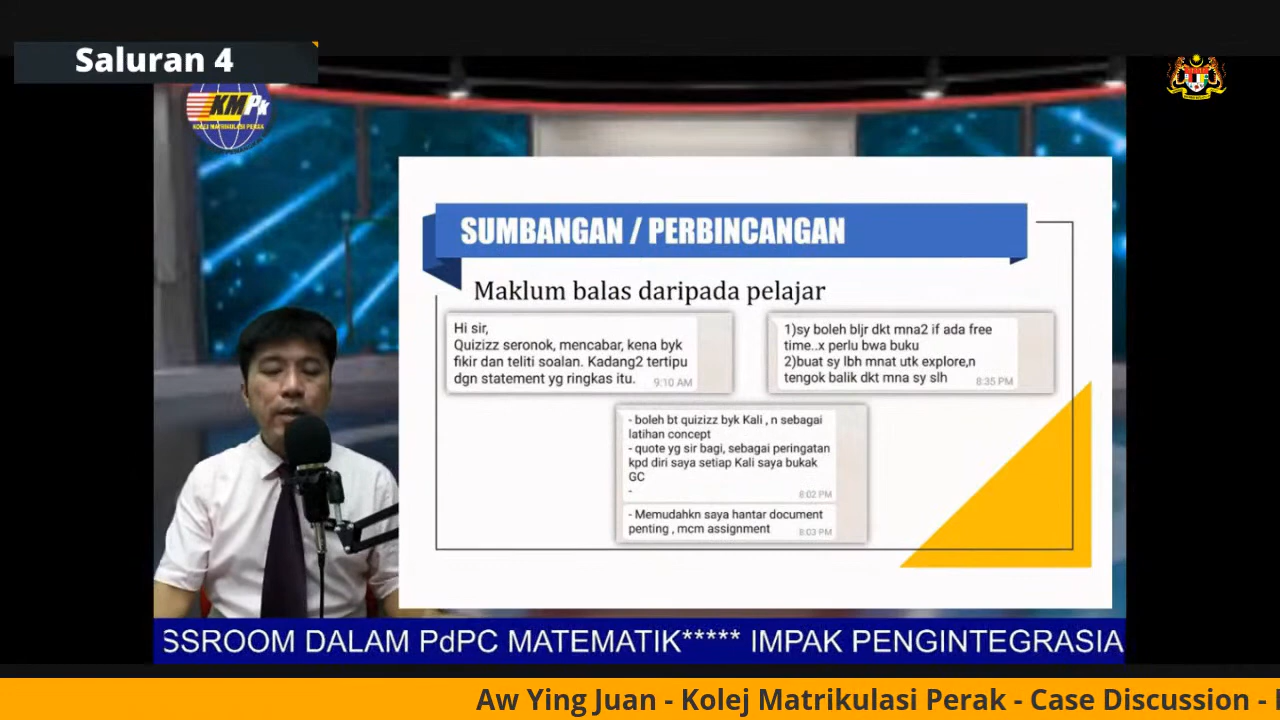 Saluran 4
KMPk
KOLEJ MATRIKULASI PERAK
SUMBANGAN / PERBINCANGAN
Maklum balas daripada pelajar
Hi sir,
Quizizz seronok, mencabar, kena byk
fikir dan teliti soalan. Kadang2 tertipu
dgn statement yg ringkas itu. 9:10 AM
1)sy boleh bljr dkt mna2 if ada free
time..x perlu bwa buku
2)buat sy lbh mnat utk explore,n
tengok balik dkt mna sy slh 8:35 PM
- boleh bt quizizz byk Kali , n sebagai
latihan concept
- quote yg sir bagi, sebagai peringatan
kpd diri saya setiap Kali saya bukak
GC
-
8:02 PM
- Memudahkn saya hantar document
penting , mcm assignment 8:03 PM
SSROOM DALAM PdPC MATEMATIK***** IMPAK PENGINTEGRASIA
Aw Ying Juan - Kolej Matrikulasi Perak - Case Discussion -